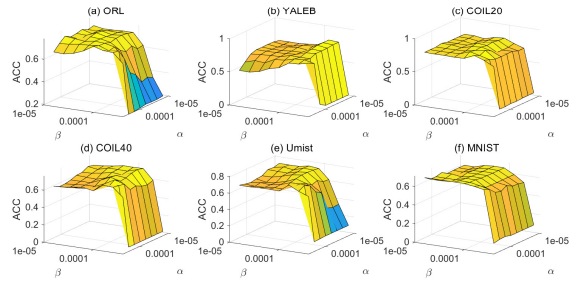 (a) ORL
ACC
0.6
0.4
0.2
1e-05
0.0001
β
1e-05
0.0001
α
(b) YALEB
ACC
1
0.5
0
1e-05
0.0001
β
1e-05
0.0001
α
(c) COIL20
ACC
1
0.5
0
1e-05
0.0001
β
1e-05
0.0001
α
(d) COIL40
ACC
0.6
0.4
0.2
0
1e-05
0.0001
β
1e-05
0.0001
α
(e) Umist
ACC
0.8
0.6
0.4
0.2
0
1e-05
0.0001
β
1e-05
0.0001
α
(f) MNIST
ACC
0.6
0.4
0.2
0
1e-05
0.0001
β
1e-05
0.0001
α